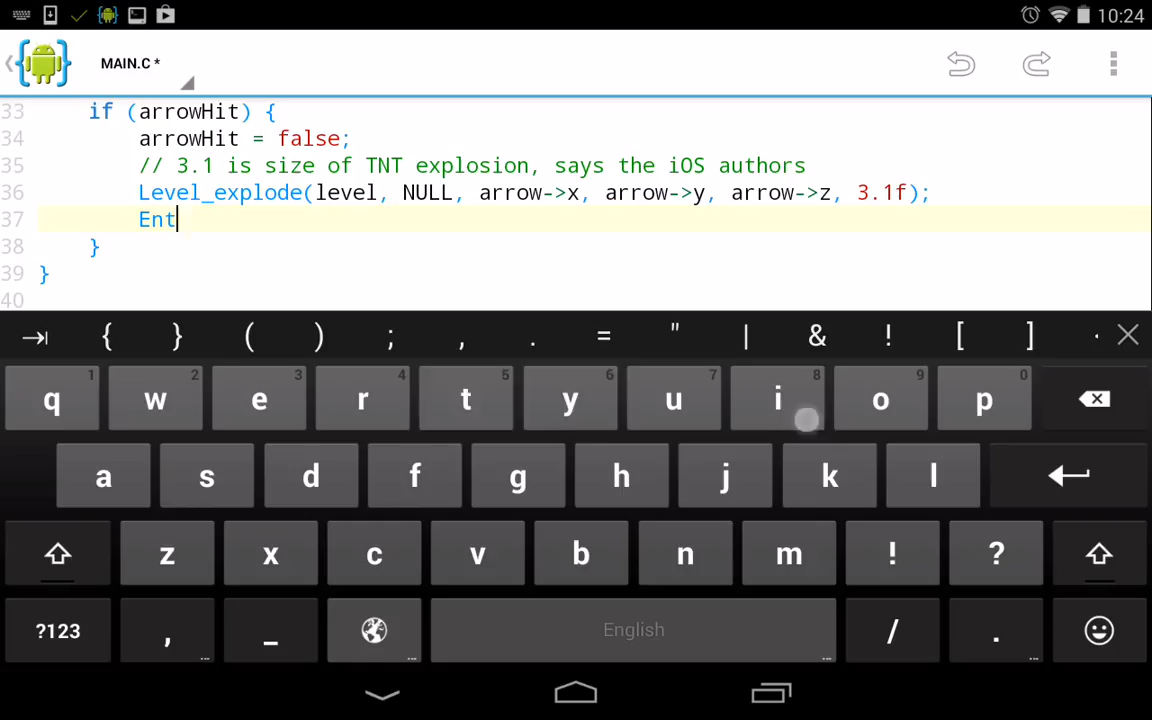 10:24
MAIN.C *
33 if (arrowHit) {
34 arrowHit = false;
35 // 3.1 is size of TNT explosion, says the iOS authors
36 Level_explode(level, NULL, arrow->x, arrow->y, arrow->z, 3.1f);
37 Ent
38 }
39 }
40
{ } ( ) ; , . = " | & ! [ ]
q 1 w 2 e 3 r 4 t 5 y 6 u 7 i 8 o 9 p 0
a s d f g h j k l
z x c v b n m ! ?
?123 , _ English / .